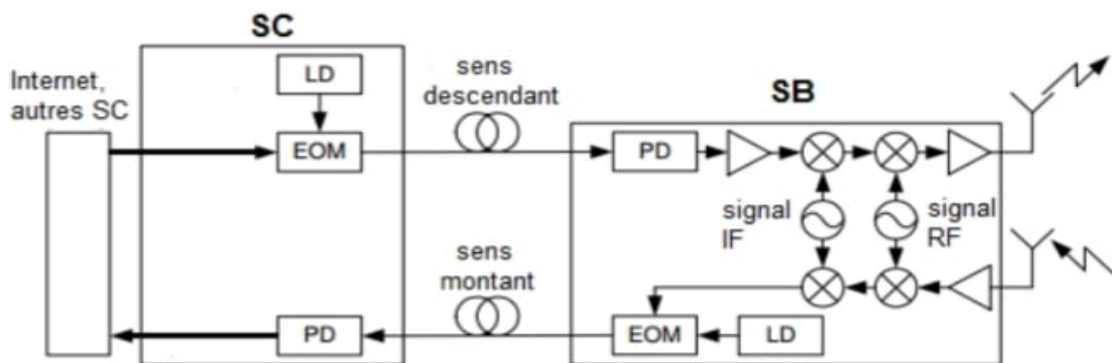 SC
Internet,
autres SC
LD
EOM
sens
descendant
SB
PD
signal
IF
signal
RF
sens
montant
PD
EOM
LD